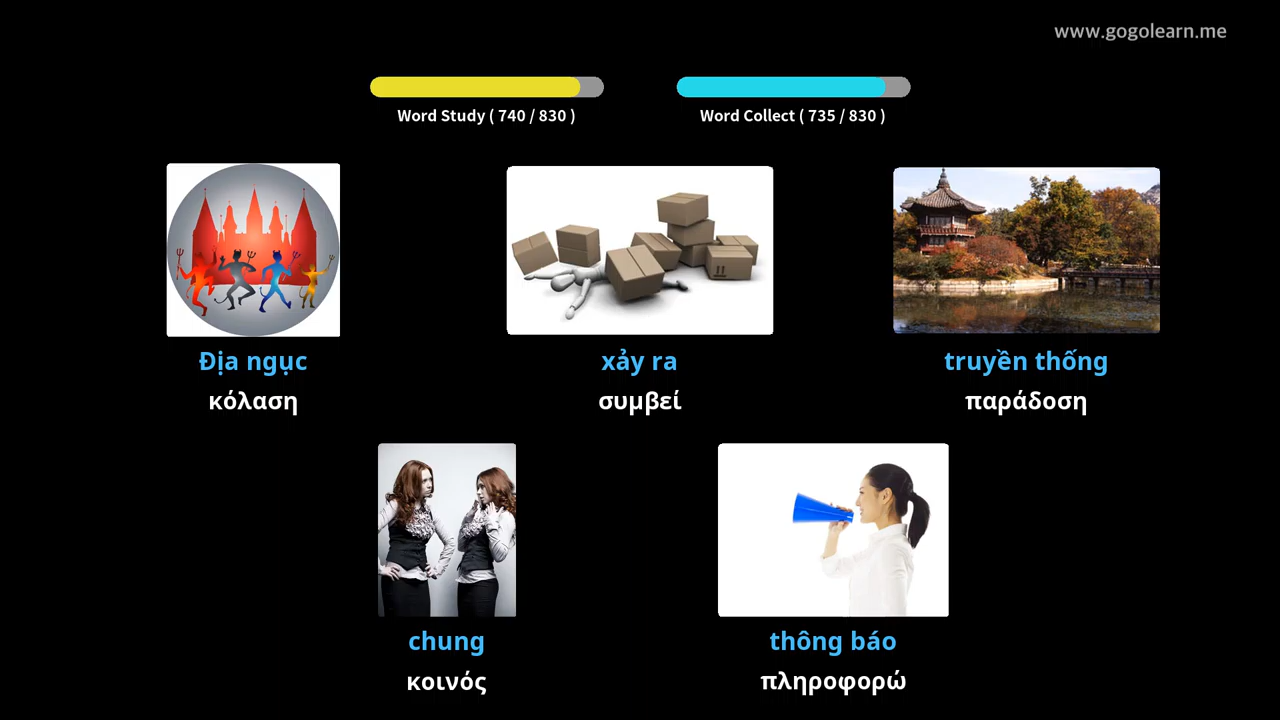 www.gogolearn.me
Word Study ( 740 / 830 )
Word Collect ( 735 / 830 )
Địa ngục
κόλαση
xảy ra
συμβεί
truyền thống
παράδοση
chung
κοινός
thông báo
πληροφορώ